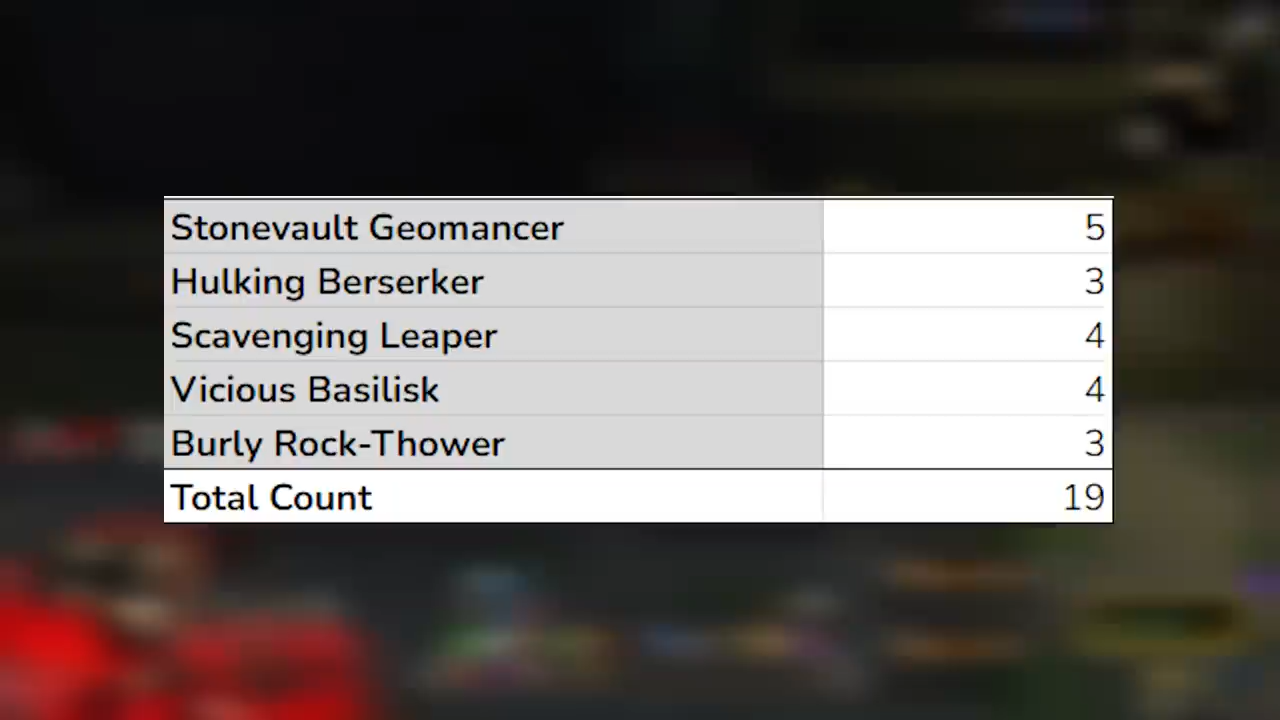 Stonevault Geomancer 5
Hulking Berserker 3
Scavenging Leaper 4
Vicious Basilisk 4
Burly Rock-Thower 3
Total Count 19